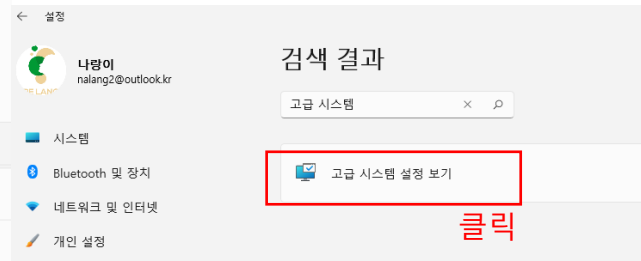 ← 설정
나랑이
nalang2@outlook.kr
시스템
Bluetooth 및 장치
네트워크 및 인터넷
개인 설정
검색 결과
고급 시스템
고급 시스템 설정 보기
클릭